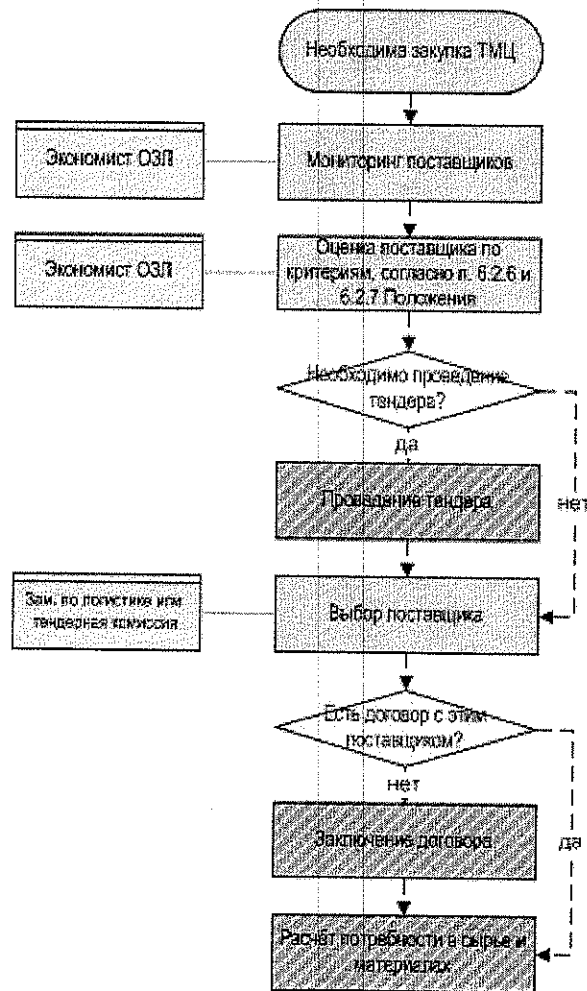 Необходима закупка ТМЦ
Экономист ОЗЛ
Мониторинг поставщиков
Экономист ОЗЛ
Оценка поставщика по
критериям, согласно п. 6.2.6 и
6.2.7 Положения
Необходимо проведение
тендера?
да
нет
Проведение тендера
Зам. по логистике или
тендерная комиссия
Выбор поставщика
Есть договор с этим
поставщиком?
нет
да
Заключение договора
Расчёт потребности в сырье и
материалах